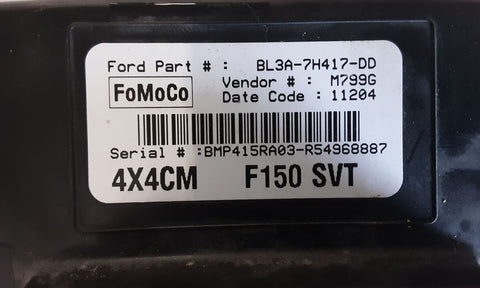 Ford Part # : BL3A-7H417-DD
FoMoCo Vendor # : M799G
Date Code : 11204
Serial # :BMP415RA03-R54968887
4X4CM F150 SVT